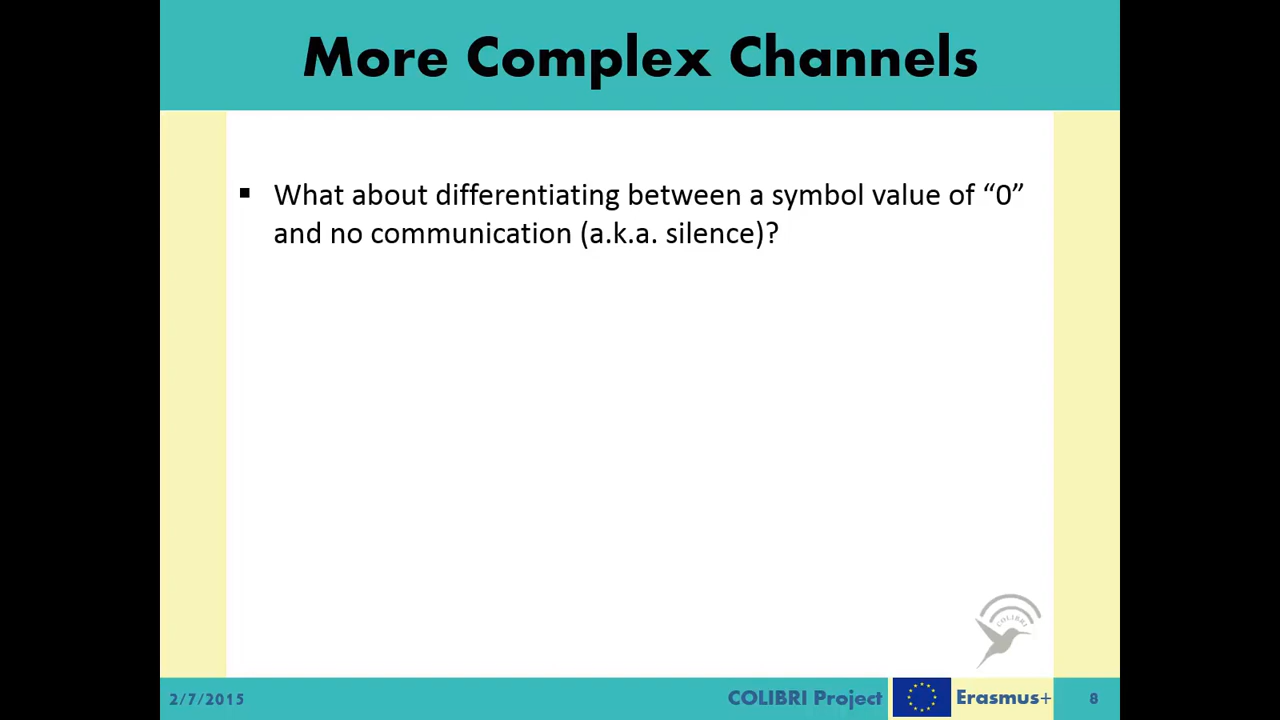 More Complex Channels
▪ What about differentiating between a symbol value of “0”
and no communication (a.k.a. silence)?
COLIBRI
2/7/2015
COLIBRI Project
Erasmus+
8